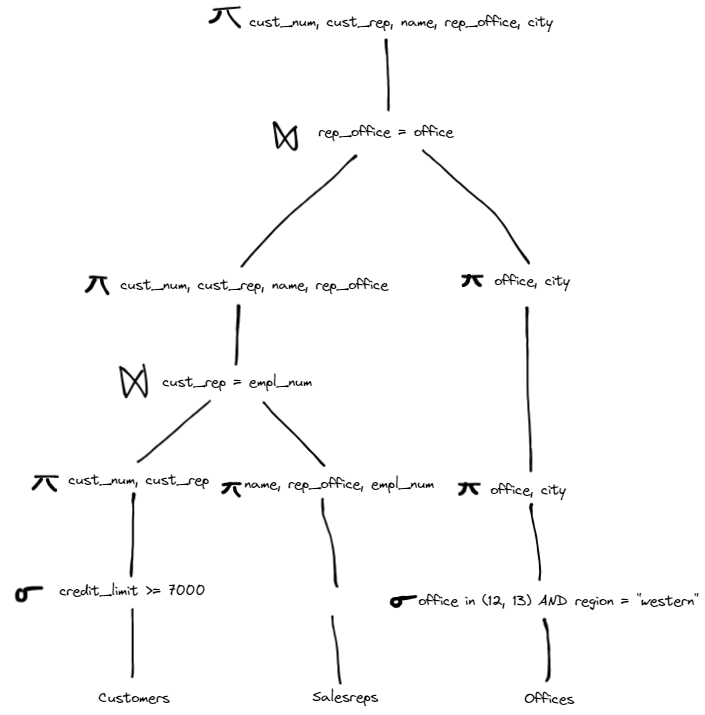 π cust_num, cust_rep, name, rep_office, city
⋈ rep_office = office
π cust_num, cust_rep, name, rep_office
π office, city
⋈ cust_rep = empl_num
π cust_num, cust_rep
π name, rep_office, empl_num
π office, city
σ credit_limit >= 7000
σ office in (12, 13) AND region = "western"
Customers
Salesreps
Offices